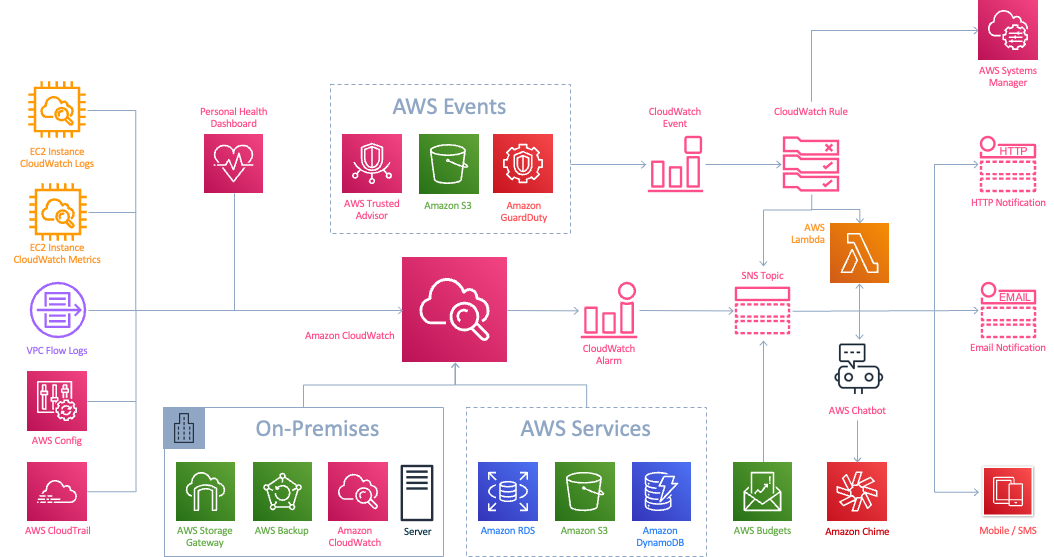 AWS Systems
Manager
Personal Health
Dashboard
AWS Events
CloudWatch
Event
CloudWatch Rule
EC2 Instance
CloudWatch Logs
HTTP
AWS Trusted
Advisor
Amazon S3
Amazon
GuardDuty
HTTP Notification
EC2 Instance
CloudWatch Metrics
AWS
Lambda
SNS Topic
EMAIL
VPC Flow Logs
Amazon CloudWatch
CloudWatch
Alarm
Email Notification
AWS Config
AWS Chatbot
On-Premises
AWS Services
AWS CloudTrail
AWS Storage
Gateway
AWS Backup
Amazon
CloudWatch
Server
Amazon RDS
Amazon S3
Amazon
DynamoDB
AWS Budgets
Amazon Chime
Mobile / SMS